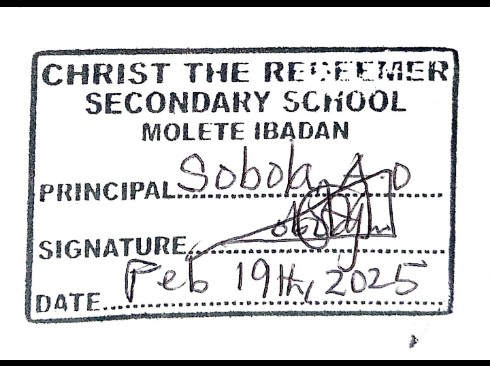 CHRIST THE REDEEMER
SECONDARY SCHOOL
MOLETE IBADAN
PRINCIPAL Sobola A O
SIGNATURE
DATE Feb 19th, 2025